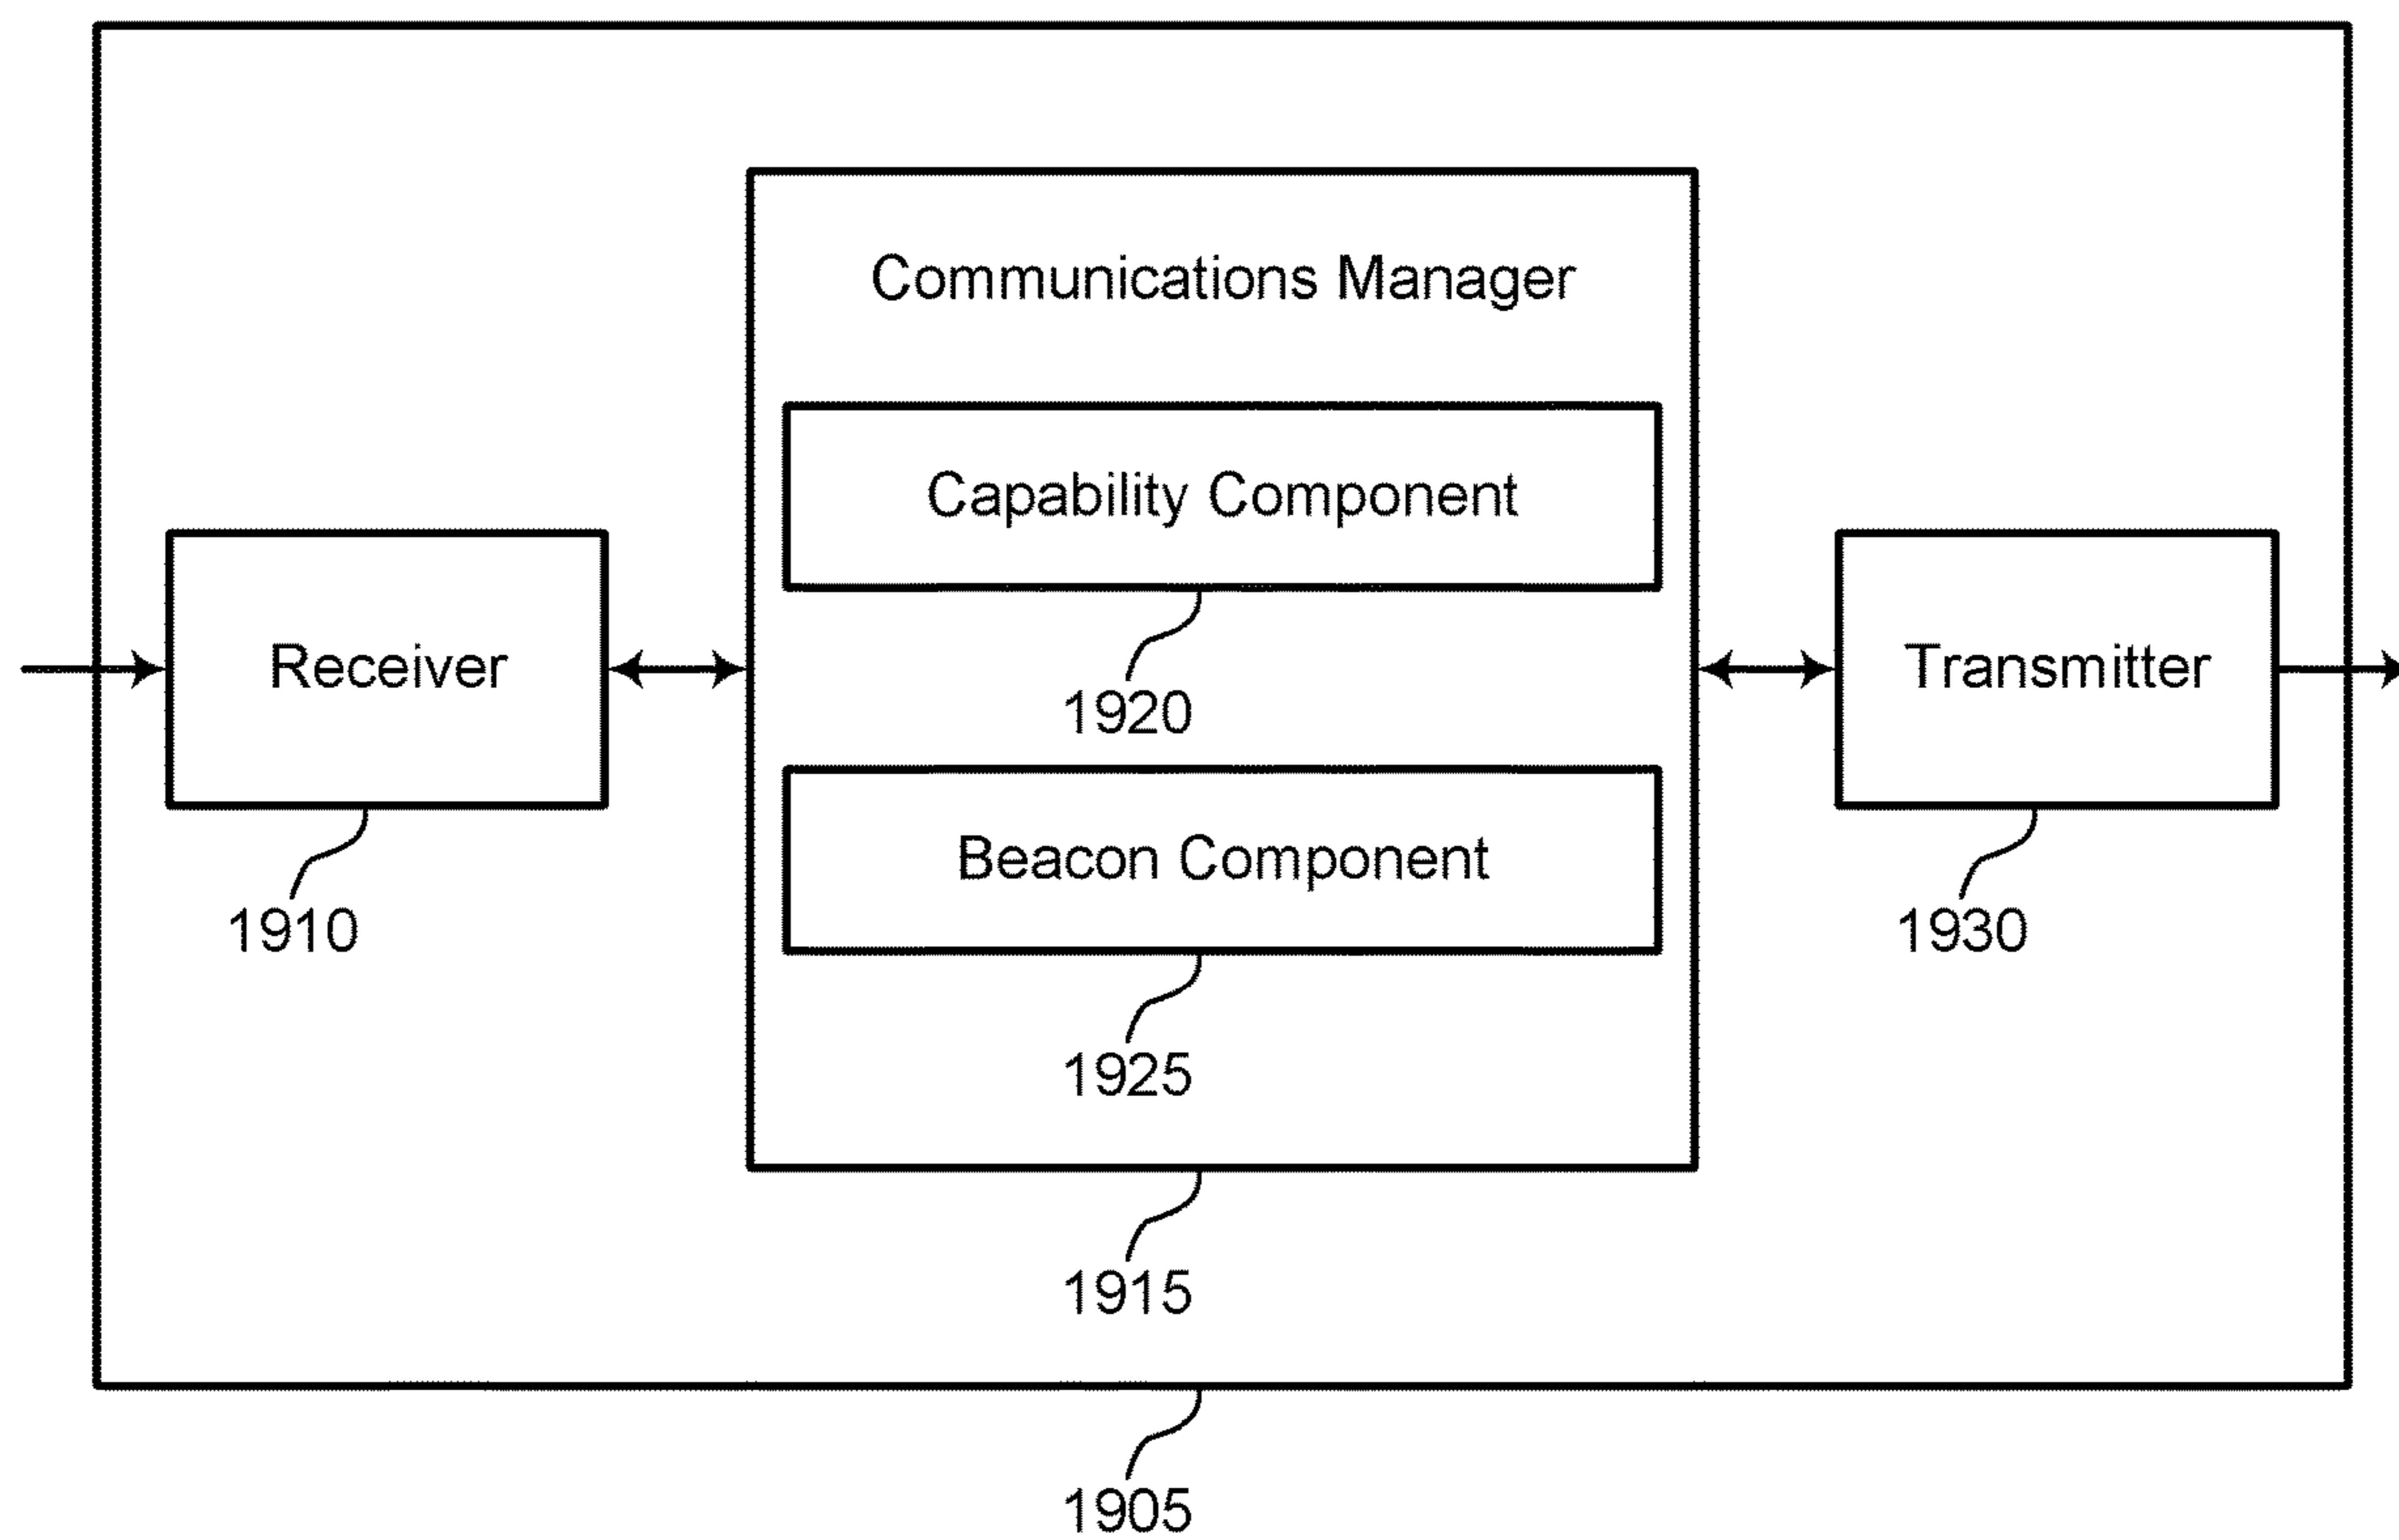 Communications Manager
Capability Component
Receiver
Transmitter
1920
Beacon Component
1910
1930
1925
1915
1905